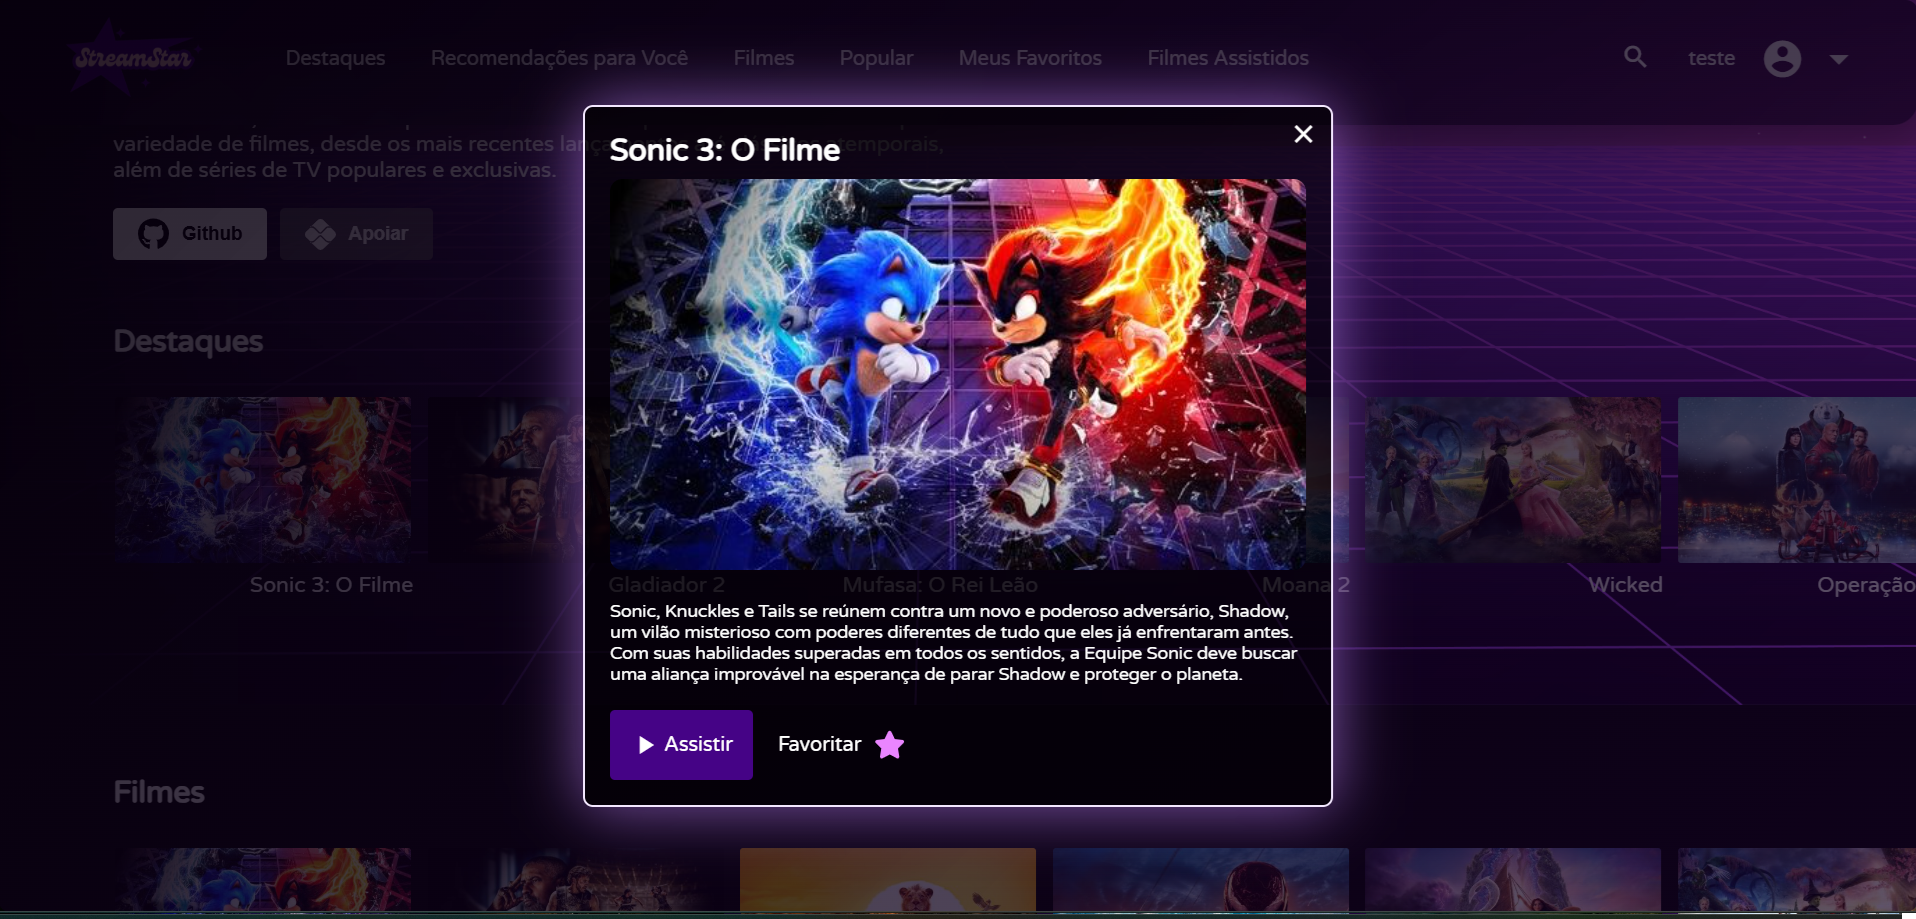 StreamStar
Destaques
Recomendações para Você
Filmes
Popular
Meus Favoritos
Filmes Assistidos
teste
variedade de filmes, desde os mais recentes
temporais,
além de séries de TV populares e exclusivas.
Github
Apoiar
Sonic 3: O Filme
Destaques
Sonic 3: O Filme
Gladiador 2
Mufasa: O Rei Leão
Moana 2
Wicked
Operação
Sonic, Knuckles e Tails se reúnem contra um novo e poderoso adversário, Shadow,
um vilão misterioso com poderes diferentes de tudo que eles já enfrentaram antes.
Com suas habilidades superadas em todos os sentidos, a Equipe Sonic deve buscar
uma aliança improvável na esperança de parar Shadow e proteger o planeta.
Assistir
Favoritar
Filmes